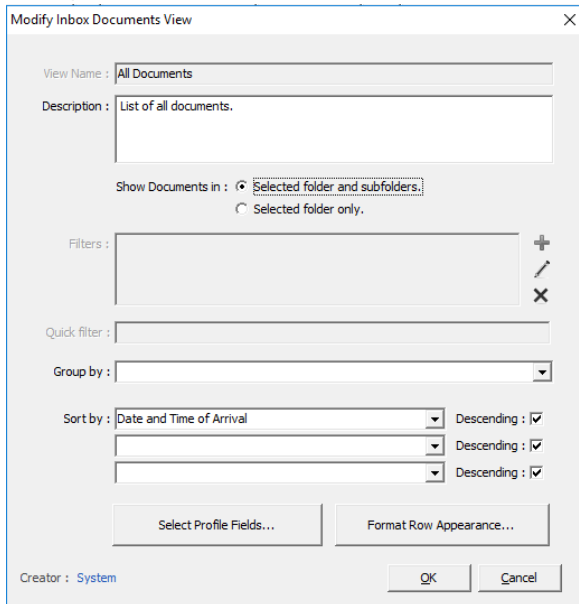 Modify Inbox Documents View
View Name : All Documents
Description : List of all documents.
Show Documents in : Selected folder and subfolders.
Selected folder only.
Filters :
Quick filter :
Group by :
Sort by : Date and Time of Arrival Descending :
Descending :
Descending :
Select Profile Fields... Format Row Appearance...
Creator : System OK Cancel